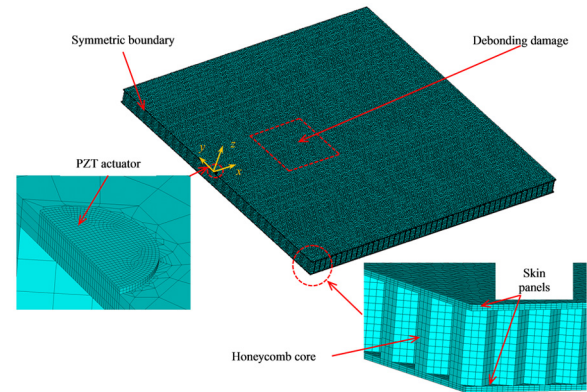 Symmetric boundary
Debonding damage
y
z
x
PZT actuator
Skin
panels
Honeycomb core